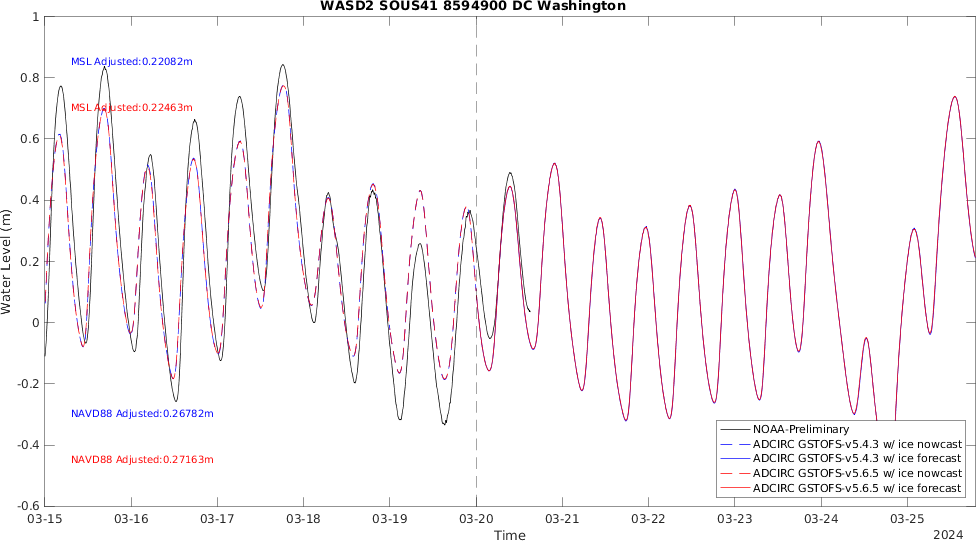 WASD2 SOUS41 8594900 DC Washington
1
0.8
0.6
0.4
0.2
0
-0.2
-0.4
-0.6
Water Level (m)
MSL Adjusted:0.22082m
MSL Adjusted:0.22463m
NAVD88 Adjusted:0.26782m
NAVD88 Adjusted:0.27163m
NOAA-Preliminary
ADCIRC GSTOFS-v5.4.3 w/ ice nowcast
ADCIRC GSTOFS-v5.4.3 w/ ice forecast
ADCIRC GSTOFS-v5.6.5 w/ ice nowcast
ADCIRC GSTOFS-v5.6.5 w/ ice forecast
03-15 03-16 03-17 03-18 03-19 03-20 03-21 03-22 03-23 03-24 03-25
Time
2024